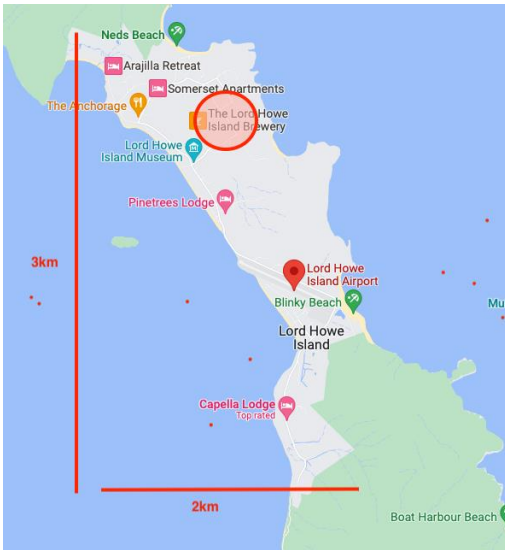 Neds Beach
Arajilla Retreat
Somerset Apartments
The Anchorage
The Lord Howe
Island Brewery
Lord Howe
Island Museum
Pinetrees Lodge
3km
Lord Howe
Island Airport
Blinky Beach
Mu
Lord Howe
Island
Capella Lodge
Top rated
2km
Boat Harbour Beach